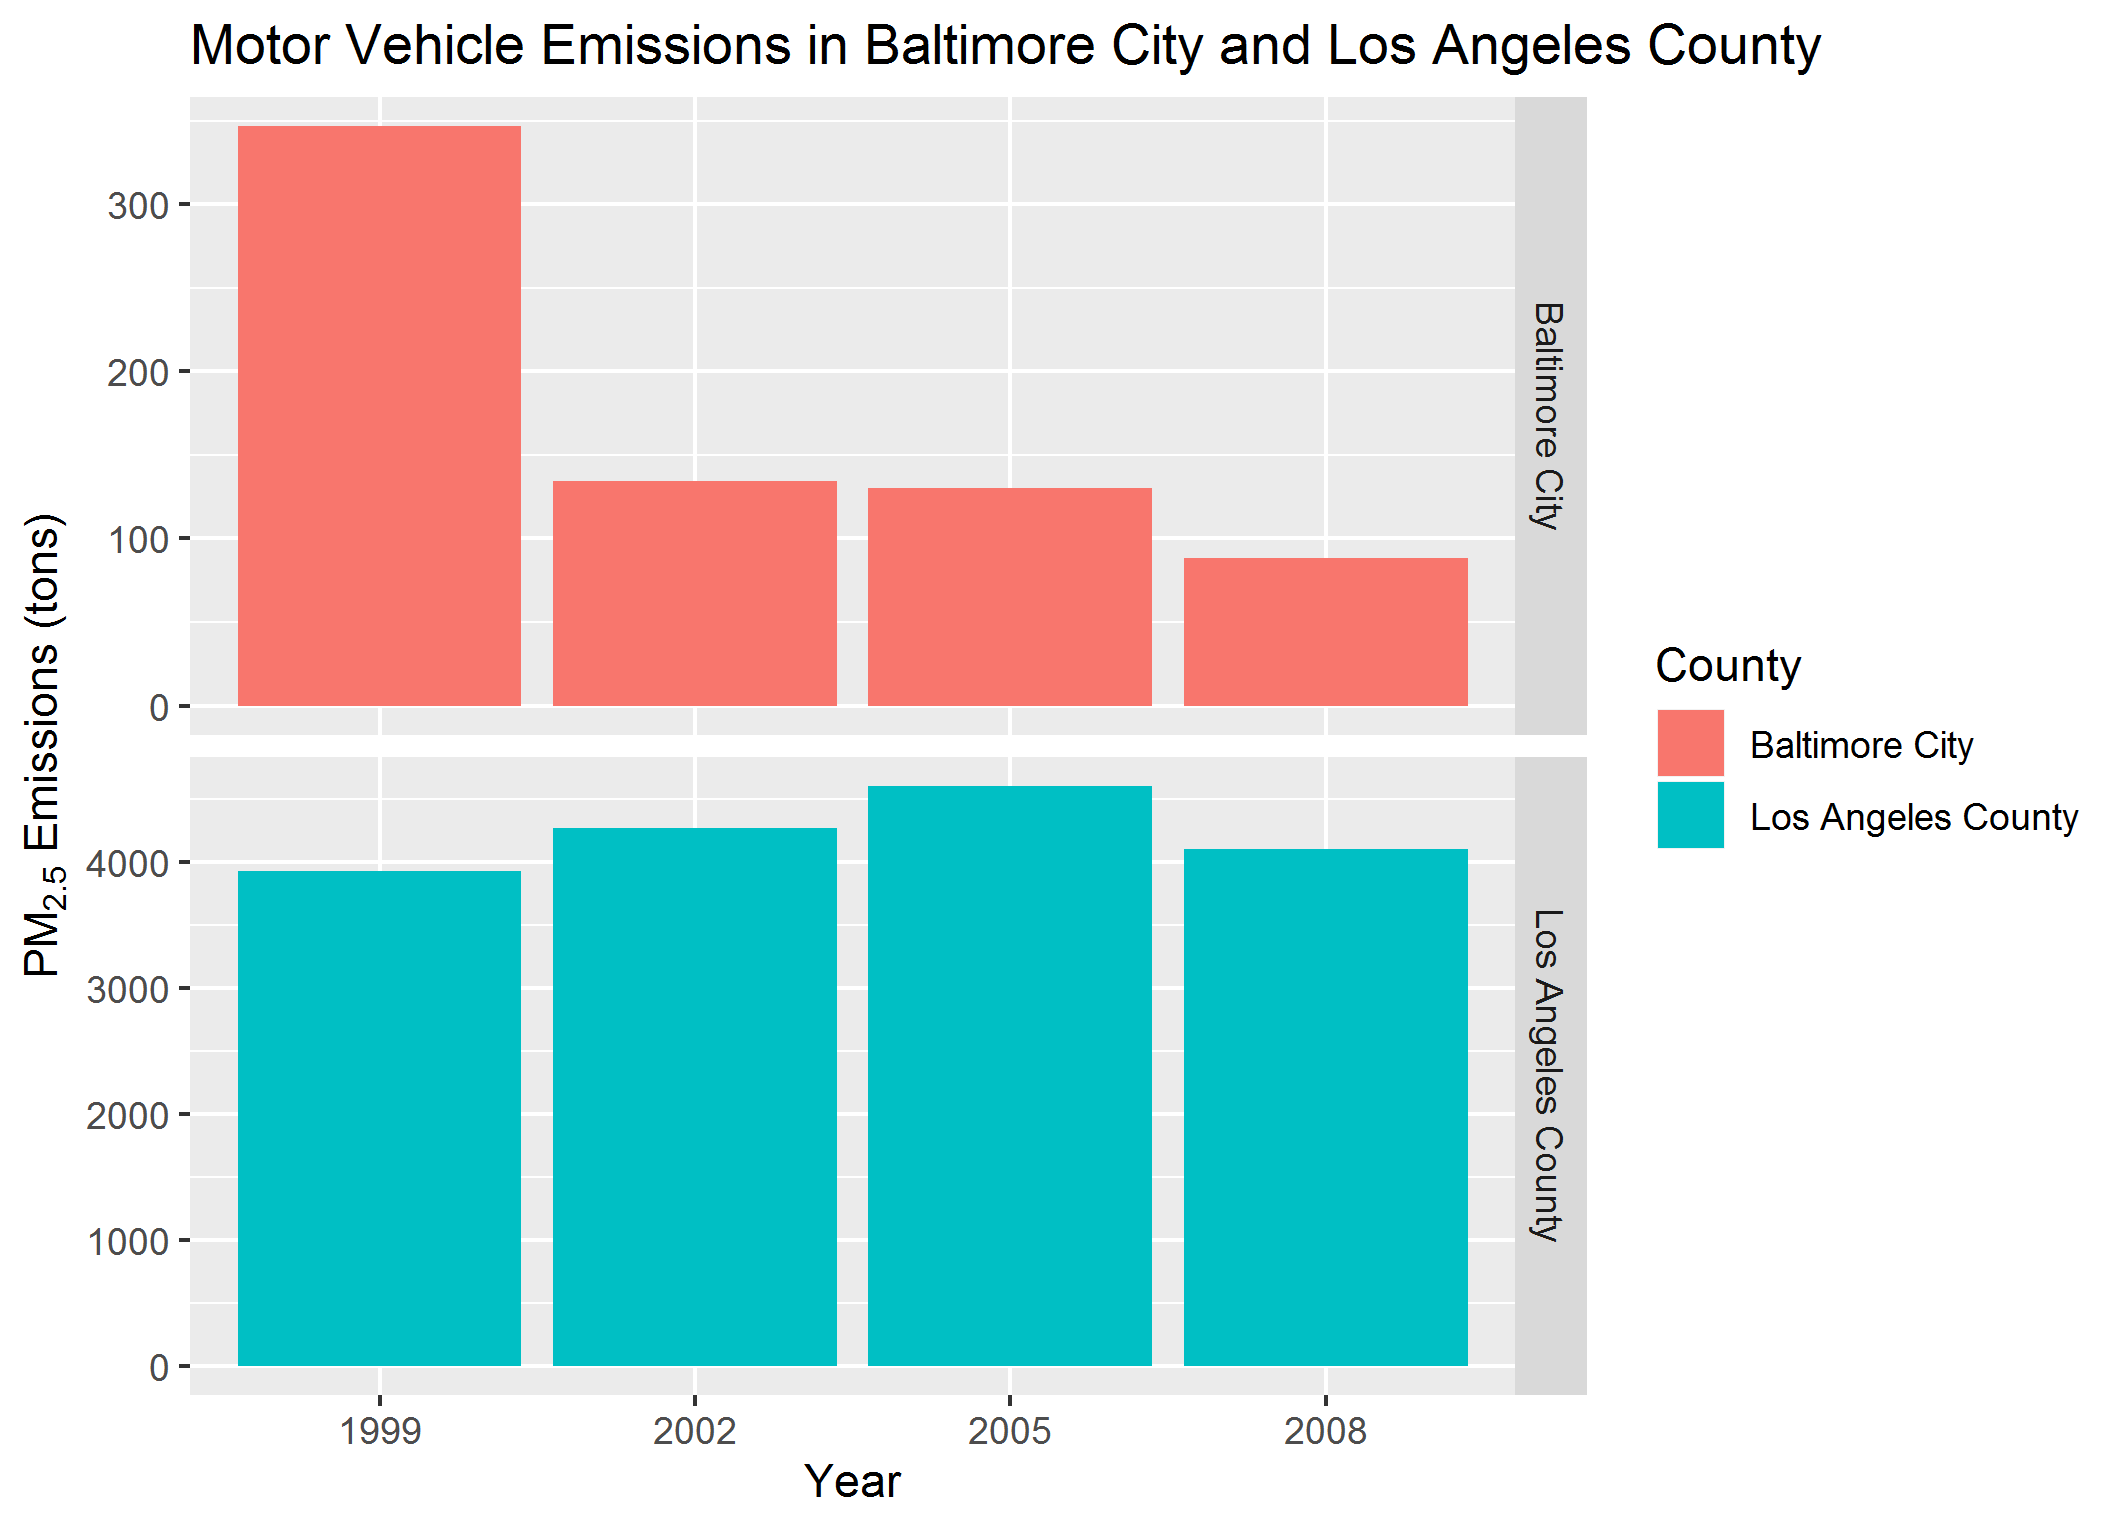 Motor Vehicle Emissions in Baltimore City and Los Angeles County
PM2.5 Emissions (tons)
300
200
100
0
Baltimore City
4000
3000
2000
1000
0
Los Angeles County
1999 2002 2005 2008
Year
County
Baltimore City
Los Angeles County